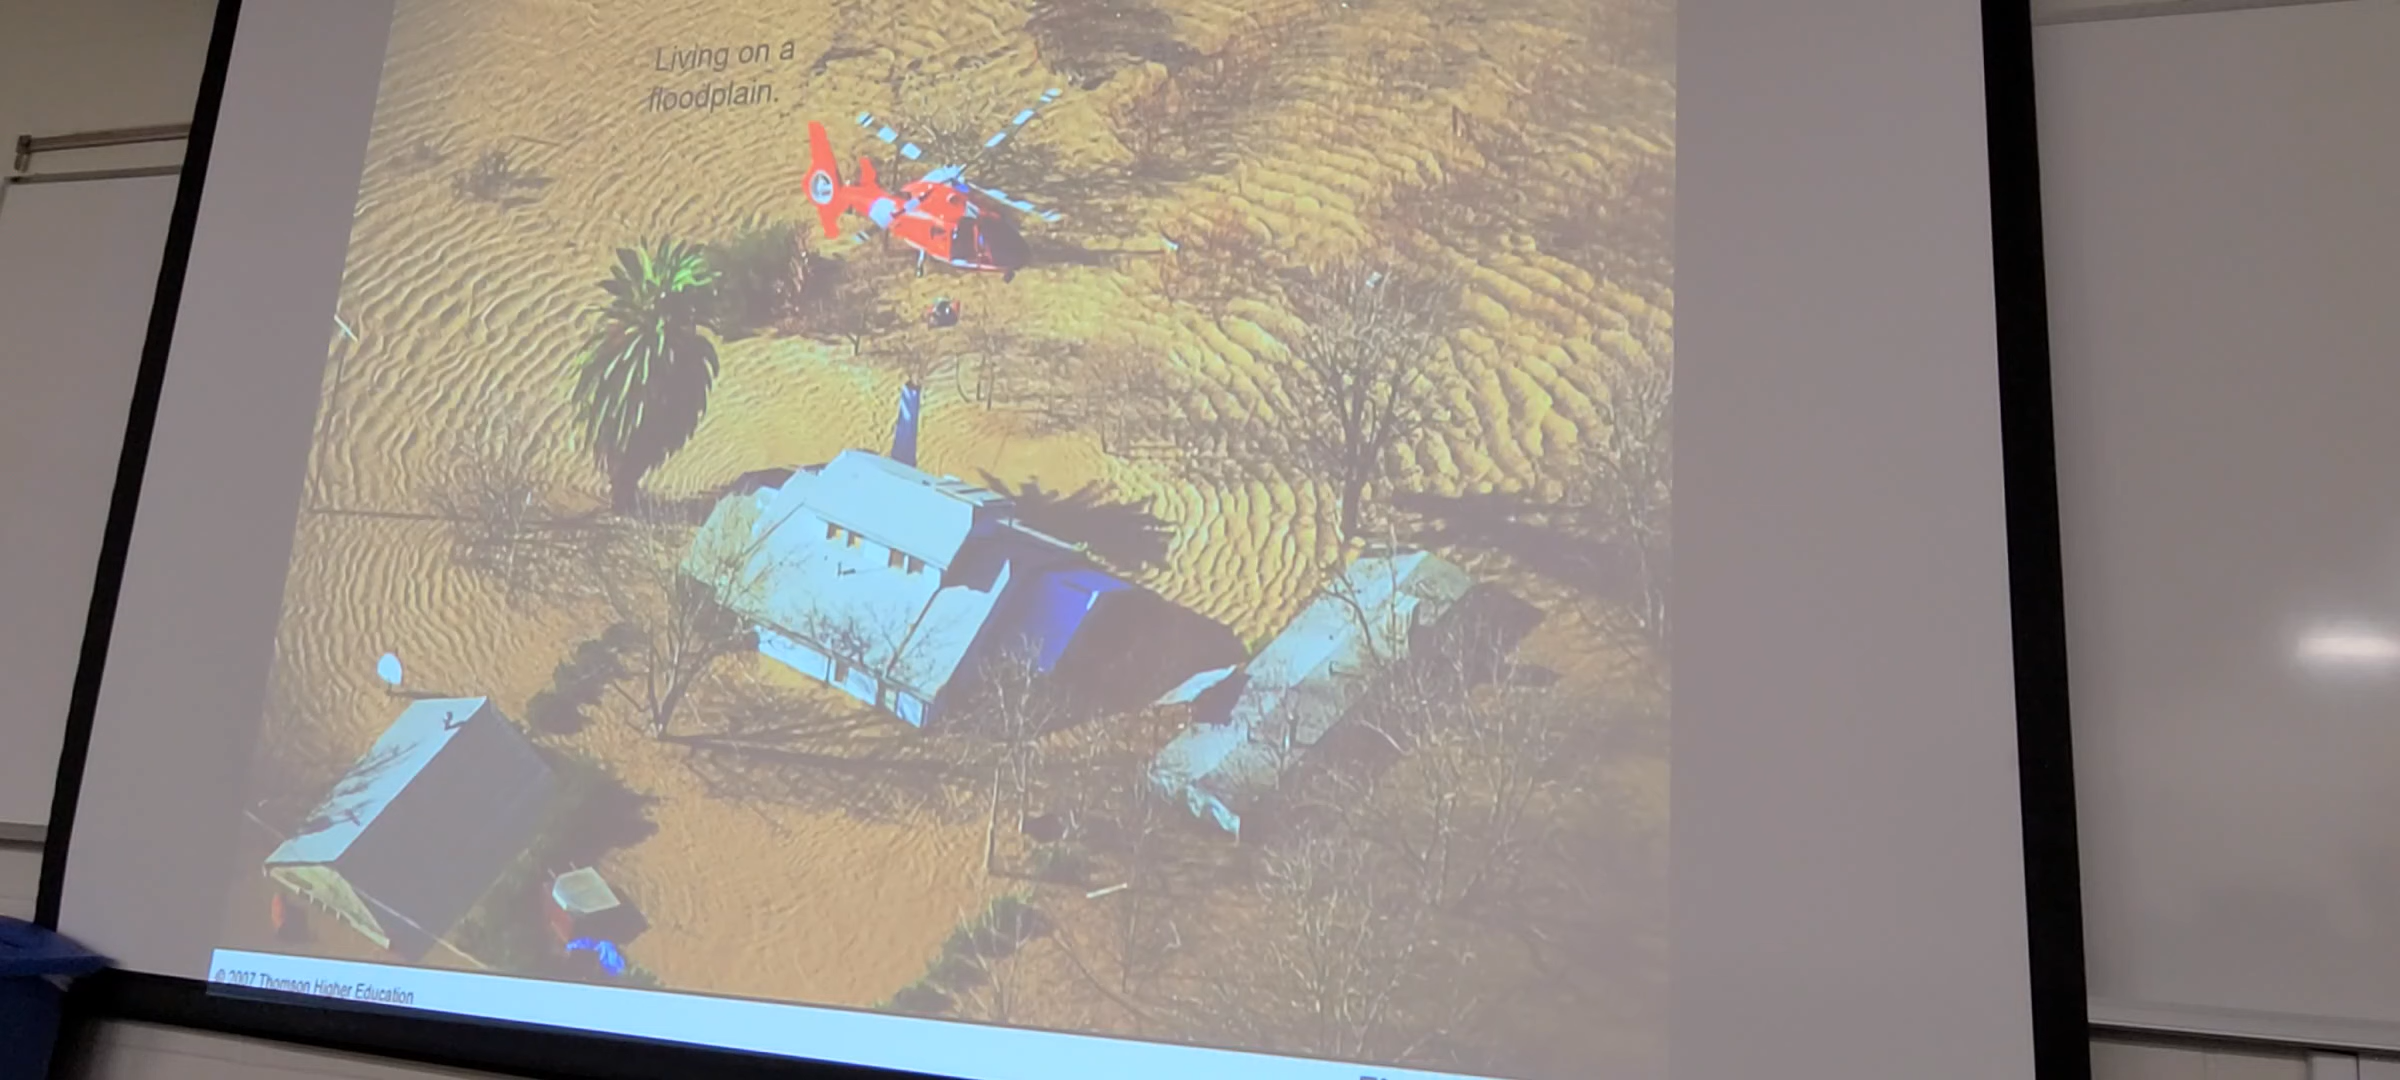 Living on a
floodplain.
© 2007 Thomson Higher Education